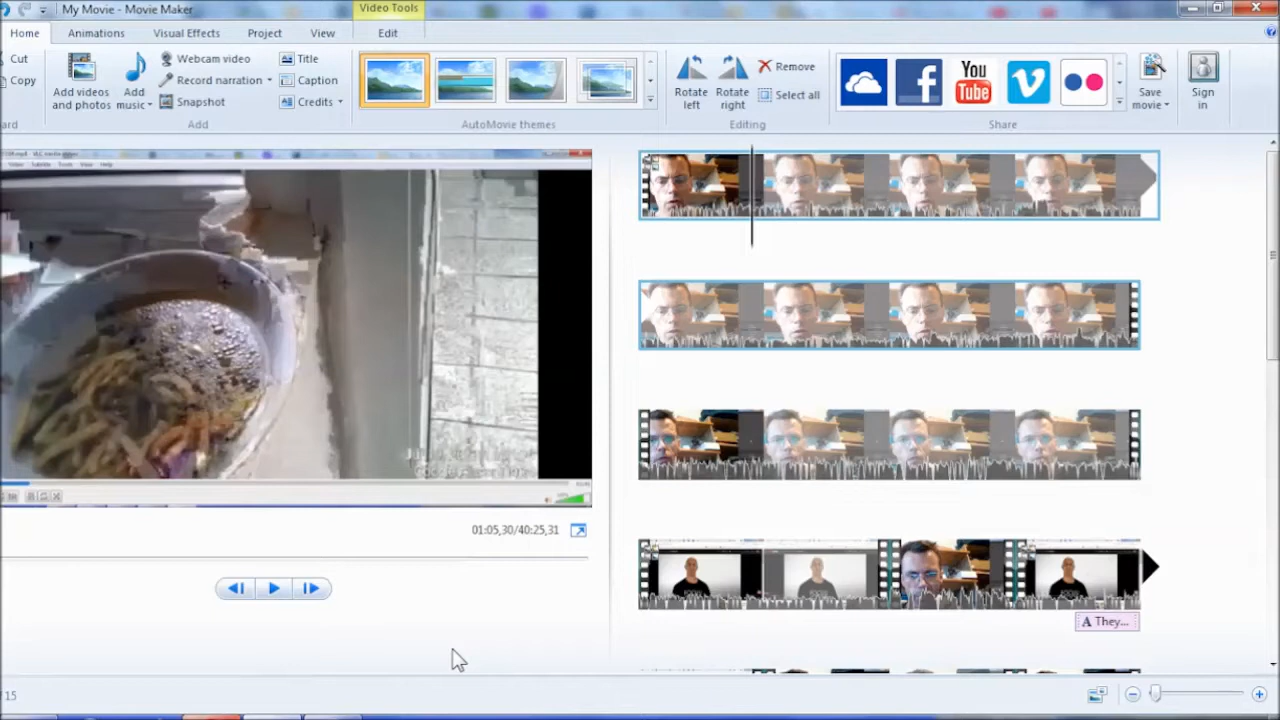 My Movie - Movie Maker
Video Tools
Home
Animations
Visual Effects
Project
View
Edit
Cut
Copy
Add videos
and photos
Add
music
Webcam video
Record narration
Snapshot
Title
Caption
Credits
Rotate
left
Rotate
right
Remove
Select all
You
Tube
Save
movie
Sign
in
Add
AutoMovie themes
Editing
Share
01:05,30/40:25,31
A They...
15